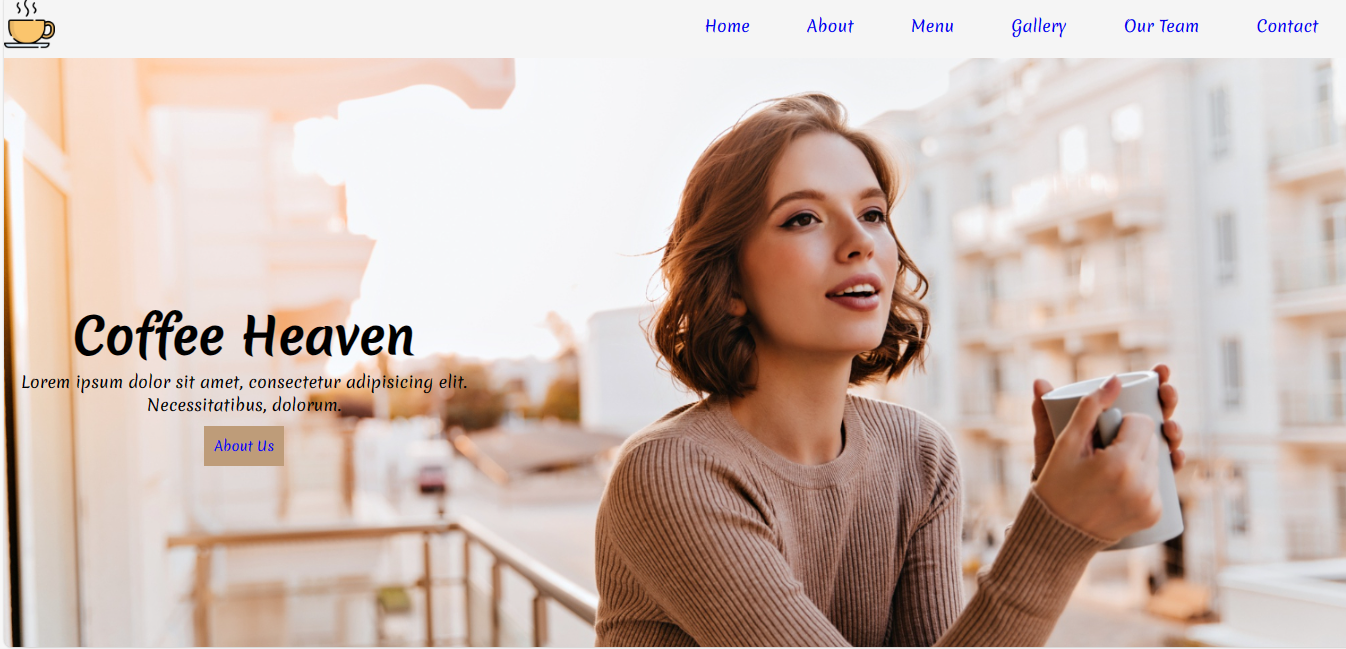 Home About Menu Gallery Our Team Contact
Coffee Heaven
Lorem ipsum dolor sit amet, consectetur adipisicing elit.
Necessitatibus, dolorum.
About Us